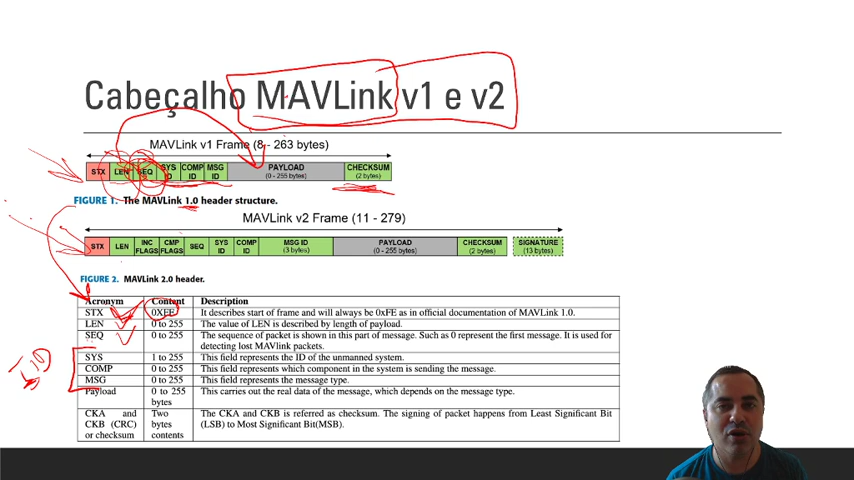 Cabeçalho MAVLink v1 e v2
MAVLink v1 Frame (8 - 263 bytes)
STX LEN SEQ SYS ID COMP ID MSG ID PAYLOAD (0 - 255 bytes) CHECKSUM (2 bytes)
FIGURE 1. The MAVLink 1.0 header structure.
MAVLink v2 Frame (11 - 279)
STX LEN INC FLAGS CMP FLAGS SEQ SYS ID COMP ID MSG ID (3 bytes) PAYLOAD (0 - 255 bytes) CHECKSUM (2 bytes) SIGNATURE (13 bytes)
FIGURE 2. MAVLink 2.0 header.
Acronym Content Description
STX 0XFE It describes start of frame and will always be 0xFE as in official documentation of MAVLink 1.0.
LEN 0 to 255 The value of LEN is described by length of payload.
SEQ 0 to 255 The sequence of packet is shown in this part of message. Such as 0 represent the first message. It is used for
detecting lost MAVlink packets.
SYS 1 to 255 This field represents the ID of the unmanned system.
COMP 0 to 255 This field represents which component in the system is sending the message.
MSG 0 to 255 This field represents the message type.
Payload 0 to 255 This carries out the real data of the message, which depends on the message type.
bytes
CKA and Two The CKA and CKB is referred as checksum. The signing of packet happens from Least Significant Bit
CKB (CRC) bytes (LSB) to Most Significant Bit(MSB).
or checksum contents